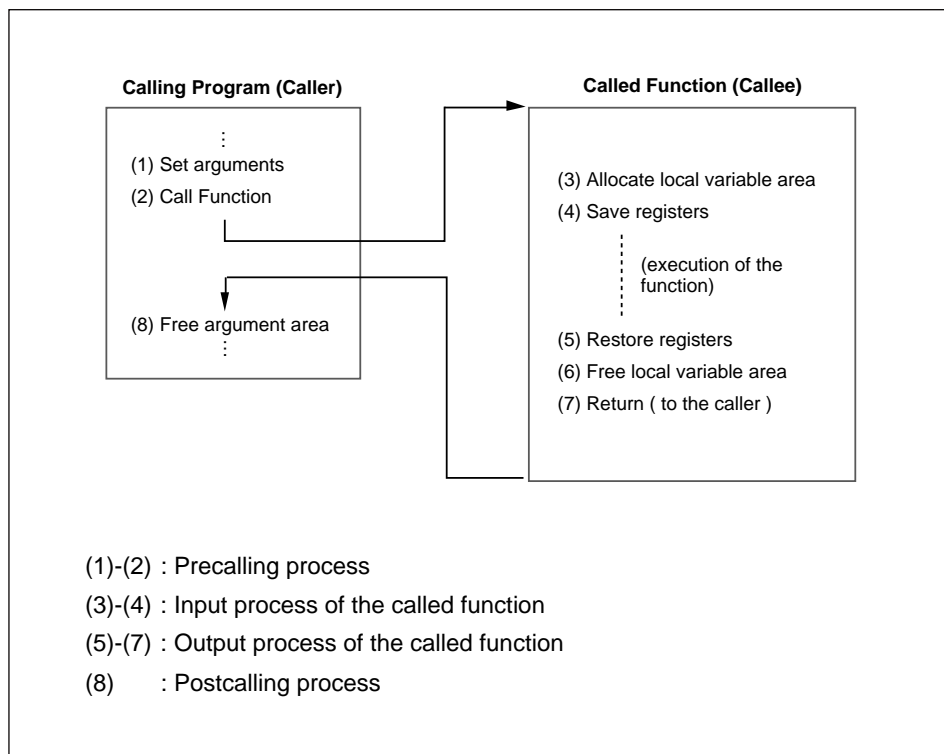 Calling Program (Caller)
⋮
(1) Set arguments
(2) Call Function
(8) Free argument area
⋮
Called Function (Callee)
(3) Allocate local variable area
(4) Save registers
(execution of the
function)
(5) Restore registers
(6) Free local variable area
(7) Return ( to the caller )
(1)-(2) : Precalling process
(3)-(4) : Input process of the called function
(5)-(7) : Output process of the called function
(8) : Postcalling process